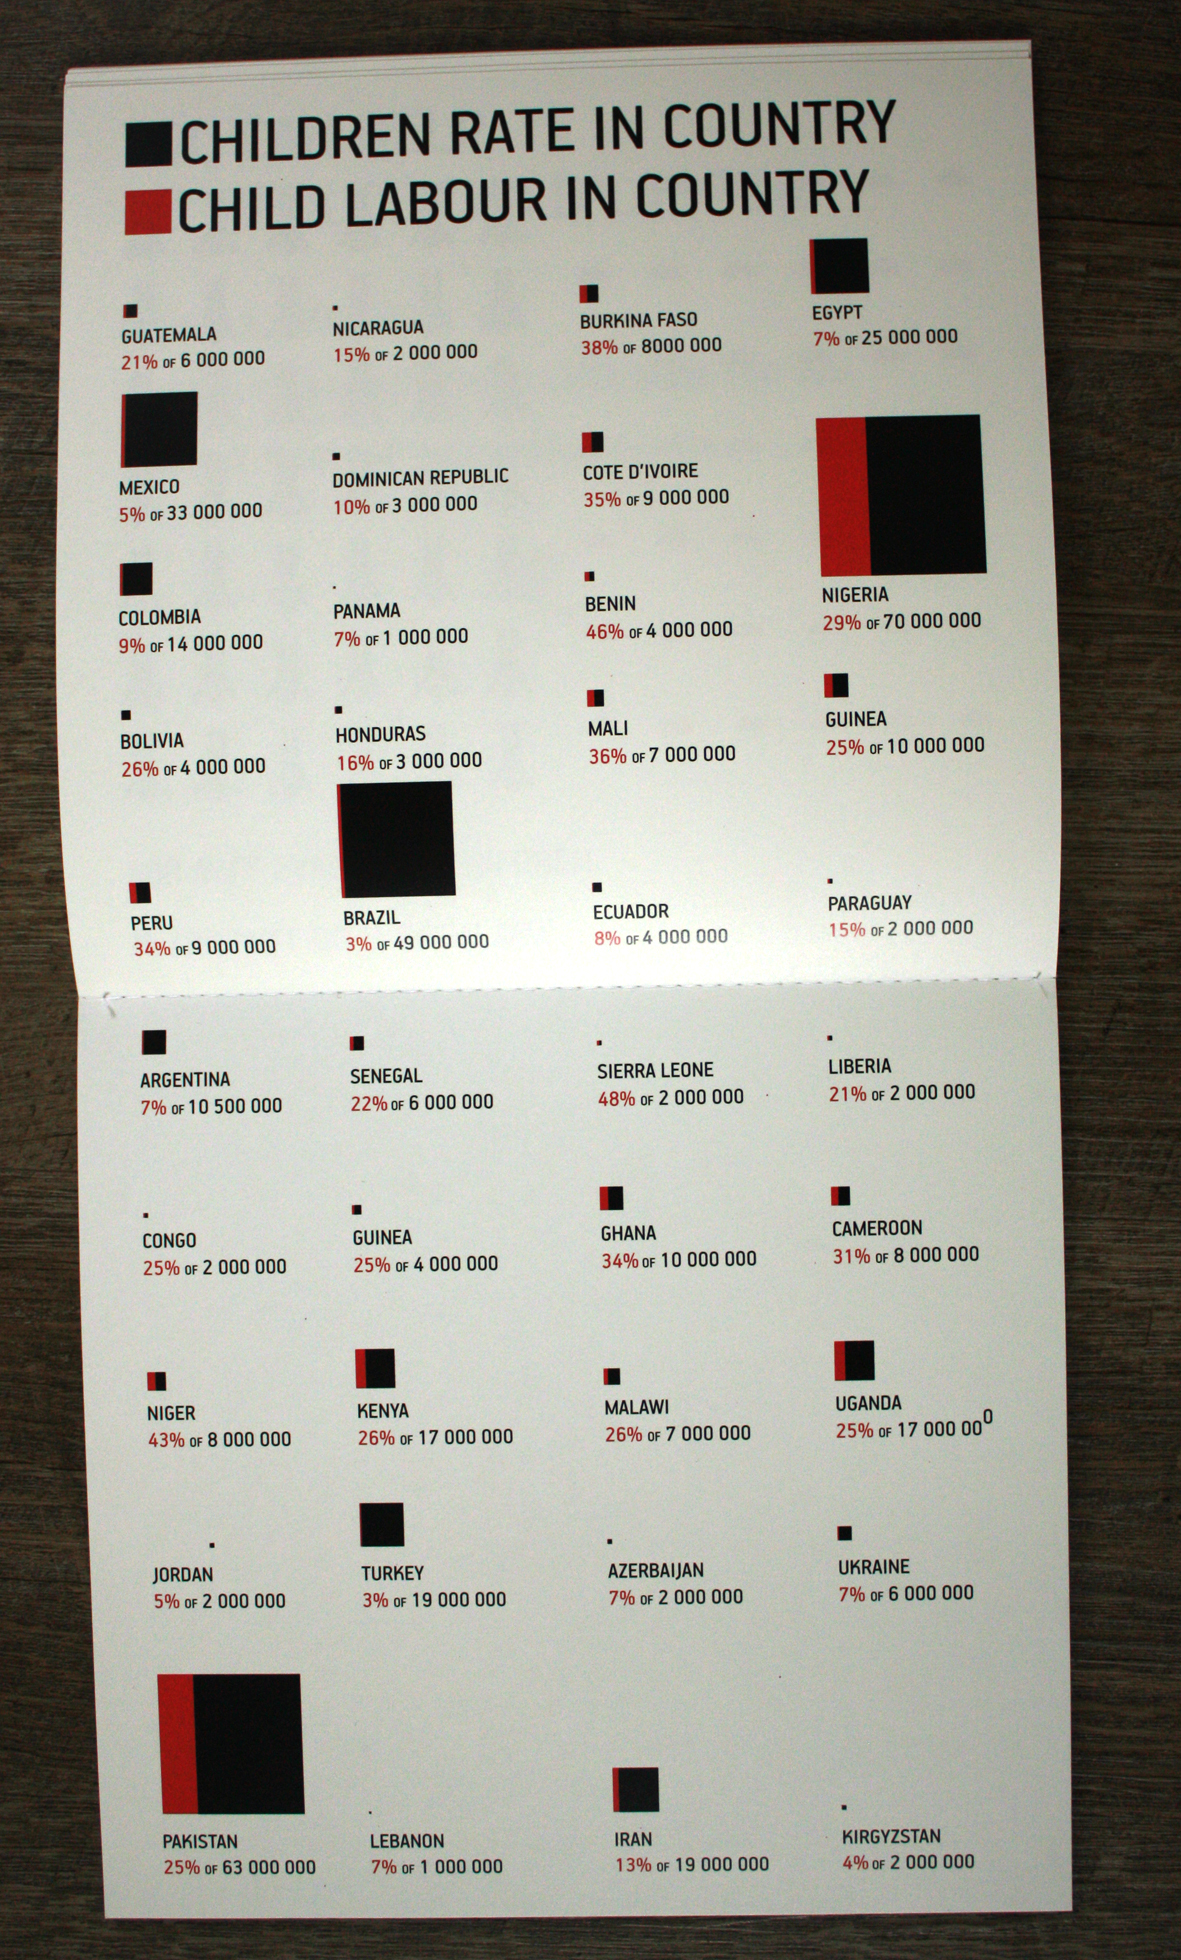 CHILDREN RATE IN COUNTRY
CHILD LABOUR IN COUNTRY
GUATEMALA
21% OF 6 000 000
NICARAGUA
15% OF 2 000 000
BURKINA FASO
38% OF 8000 000
EGYPT
7% OF 25 000 000
MEXICO
5% OF 33 000 000
DOMINICAN REPUBLIC
10% OF 3 000 000
COTE D'IVOIRE
35% OF 9 000 000
NIGERIA
29% OF 70 000 000
COLOMBIA
9% OF 14 000 000
PANAMA
7% OF 1 000 000
BENIN
46% OF 4 000 000
BOLIVIA
26% OF 4 000 000
HONDURAS
16% OF 3 000 000
MALI
36% OF 7 000 000
GUINEA
25% OF 10 000 000
PERU
34% OF 9 000 000
BRAZIL
3% OF 49 000 000
ECUADOR
8% OF 4 000 000
PARAGUAY
15% OF 2 000 000
ARGENTINA
7% OF 10 500 000
SENEGAL
22% OF 6 000 000
SIERRA LEONE
48% OF 2 000 000
LIBERIA
21% OF 2 000 000
CONGO
25% OF 2 000 000
GUINEA
25% OF 4 000 000
GHANA
34% OF 10 000 000
CAMEROON
31% OF 8 000 000
NIGER
43% OF 8 000 000
KENYA
26% OF 17 000 000
MALAWI
26% OF 7 000 000
UGANDA
25% OF 17 000 000
JORDAN
5% OF 2 000 000
TURKEY
3% OF 19 000 000
AZERBAIJAN
7% OF 2 000 000
UKRAINE
7% OF 6 000 000
PAKISTAN
25% OF 63 000 000
LEBANON
7% OF 1 000 000
IRAN
13% OF 19 000 000
KIRGYZSTAN
4% OF 2 000 000